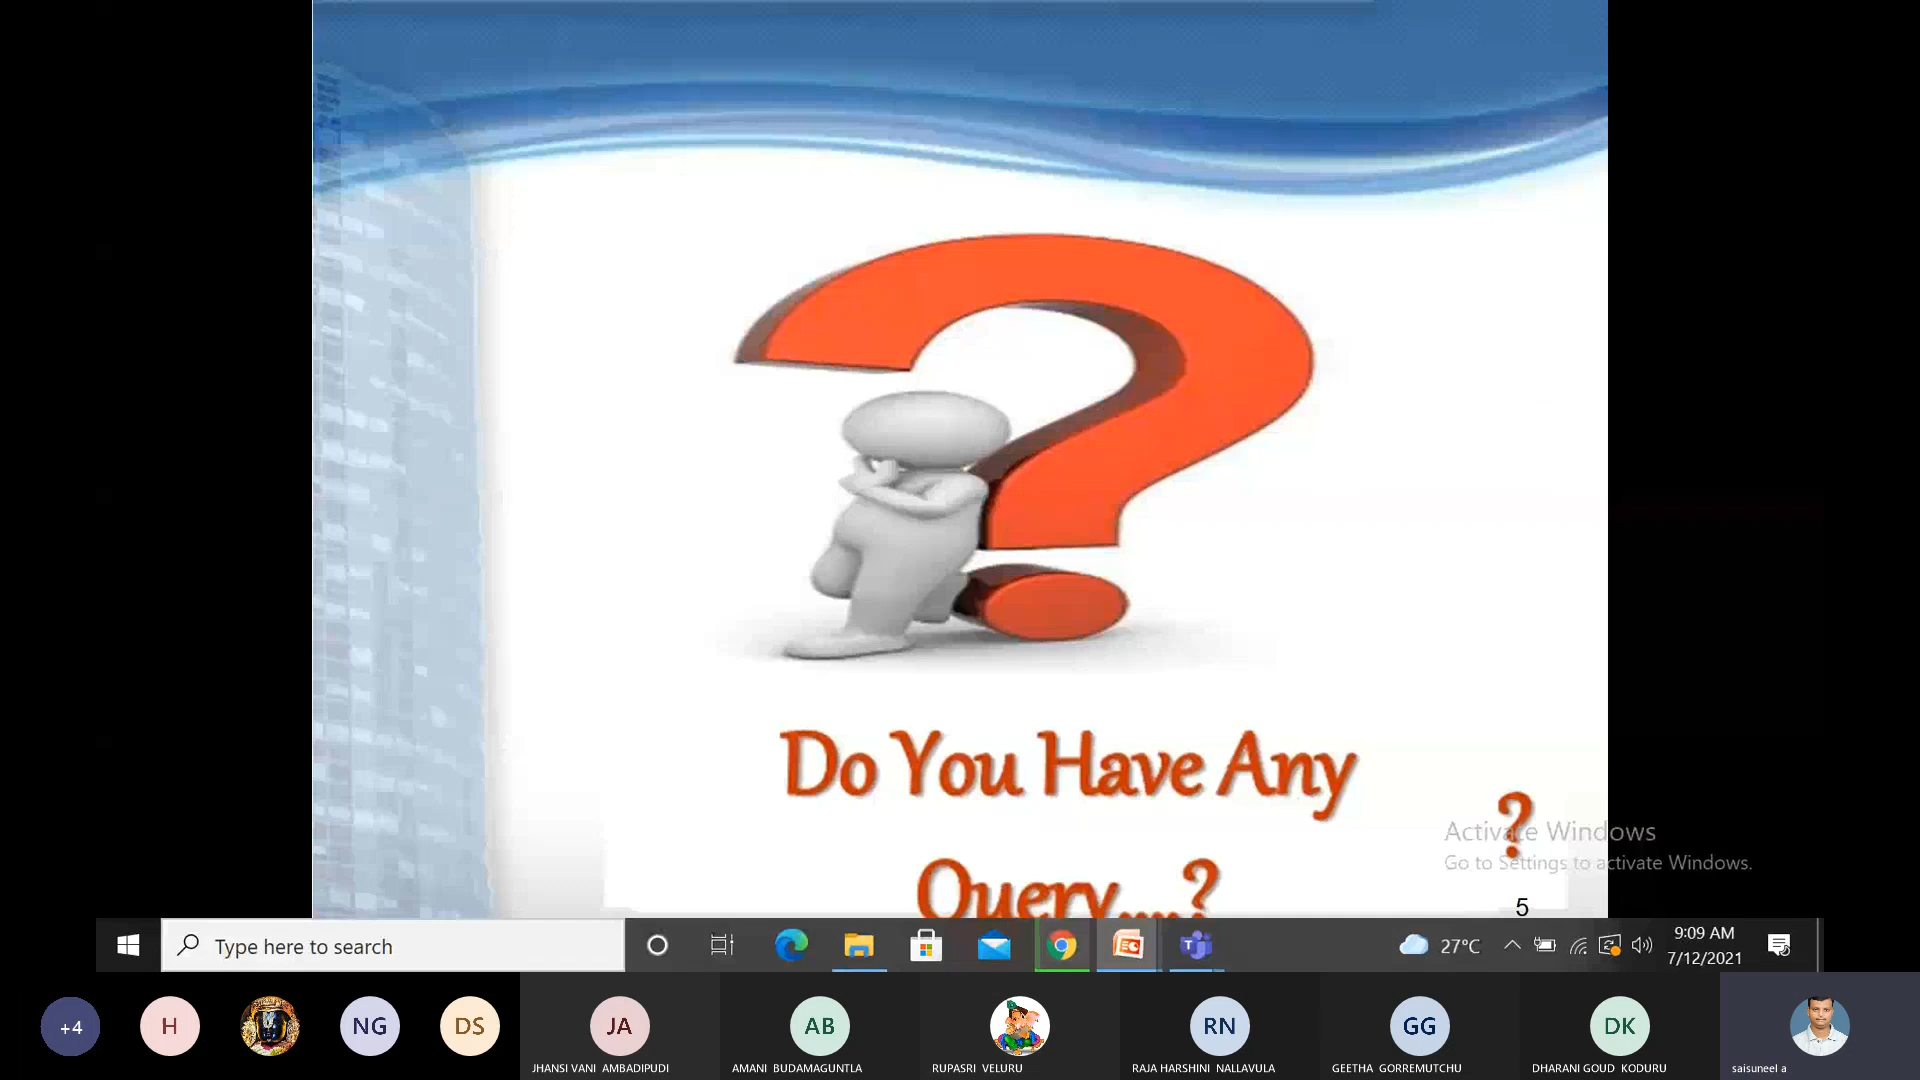 Do You Have Any
?
Query....?
Activate Windows
Go to Settings to activate Windows.
5
Type here to search
27°C
9:09 AM
7/12/2021
+4
H
NG
DS
JA
AB
RN
GG
DK
JHANSI VANI AMBADIPUDI
AMANI BUDAMAGUNTLA
RUPASRI VELURU
RAJA HARSHINI NALLAVULA
GEETHA GORREMUTCHU
DHARANI GOUD KODURU
saisuneel a